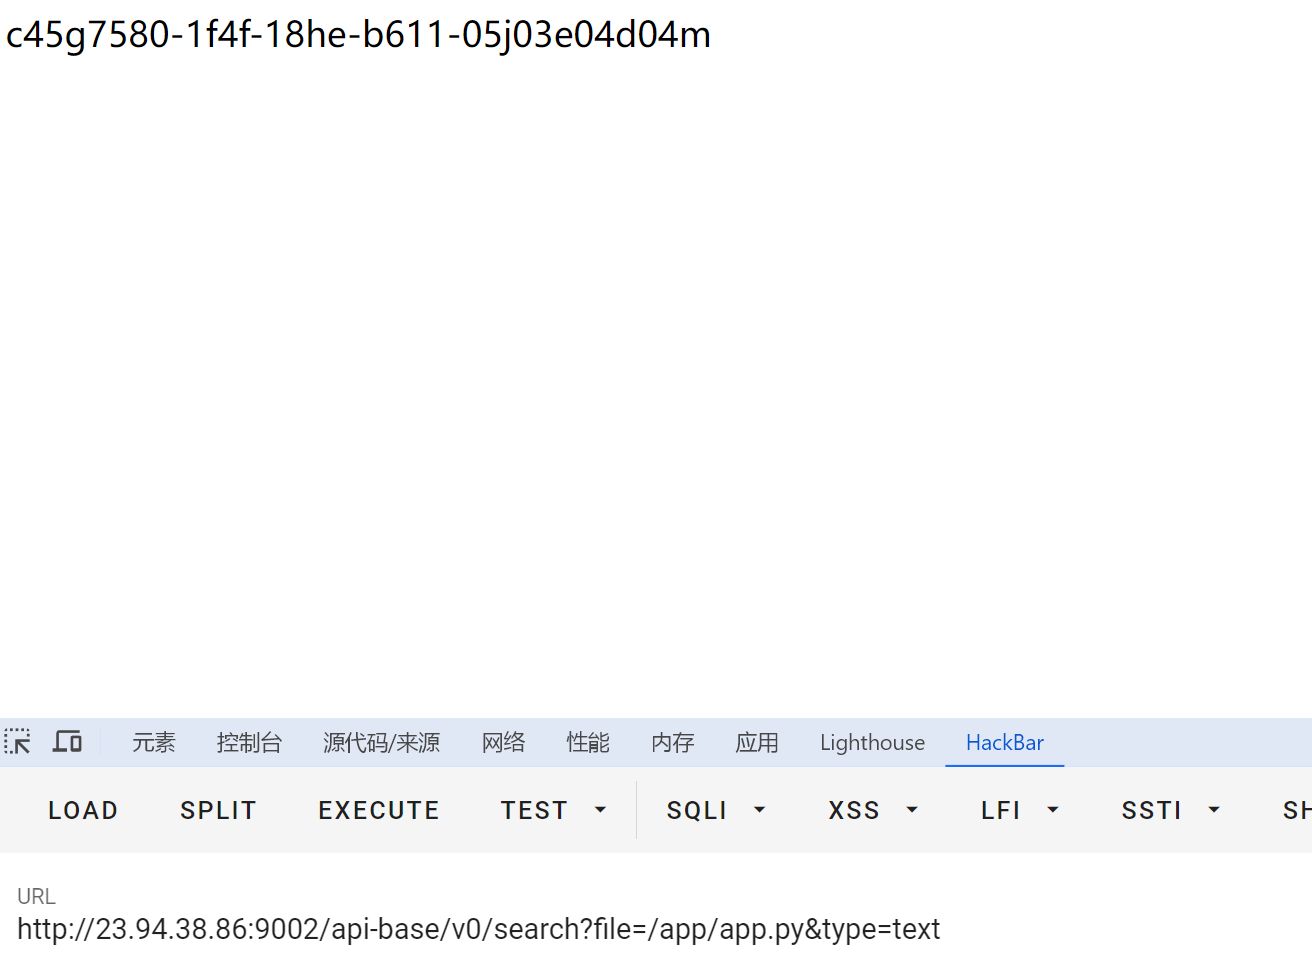 c45g7580-1f4f-18he-b611-05j03e04d04m
元素 控制台 源代码/来源 网络 性能 内存 应用 Lighthouse HackBar
LOAD SPLIT EXECUTE TEST SQLI XSS LFI SSTI SH
URL
http://23.94.38.86:9002/api-base/v0/search?file=/app/app.py&type=text